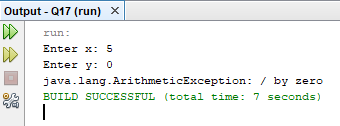 Output - Q17 (run)
run:
Enter x: 5
Enter y: 0
java.lang.ArithmeticException: / by zero
BUILD SUCCESSFUL (total time: 7 seconds)